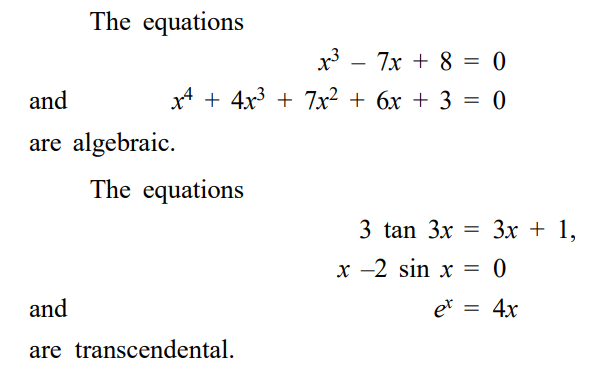 The equations
x³ – 7x + 8 = 0
and x⁴ + 4x³ + 7x² + 6x + 3 = 0
are algebraic.
The equations
3 tan 3x = 3x + 1,
x –2 sin x = 0
and eˣ = 4x
are transcendental.